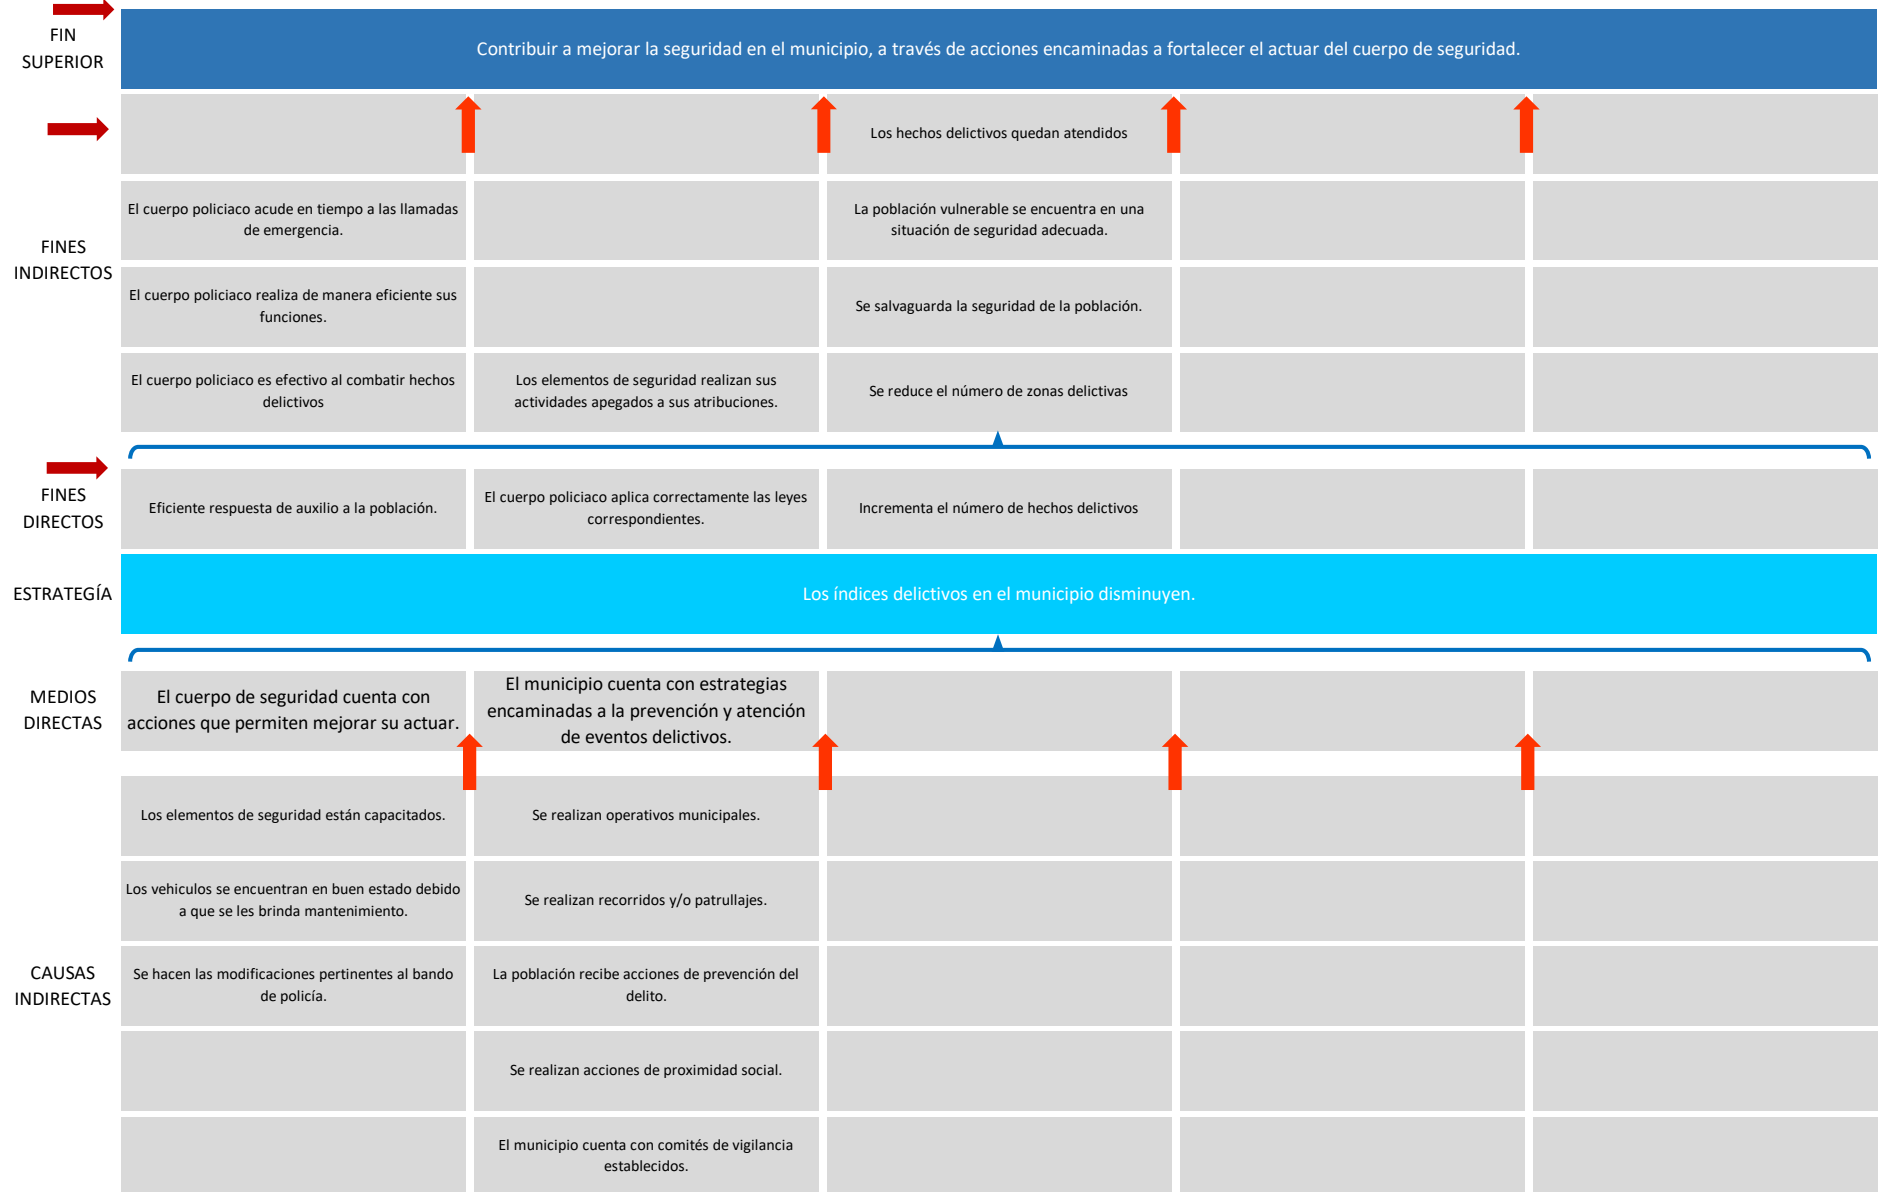 FIN
SUPERIOR
Contribuir a mejorar la seguridad en el municipio, a través de acciones encaminadas a fortalecer el actuar del cuerpo de seguridad.
Los hechos delictivos quedan atendidos
FINES
INDIRECTOS
El cuerpo policiaco acude en tiempo a las llamadas
de emergencia.
La población vulnerable se encuentra en una
situación de seguridad adecuada.
El cuerpo policiaco realiza de manera eficiente sus
funciones.
Se salvaguarda la seguridad de la población.
El cuerpo policiaco es efectivo al combatir hechos
delictivos
Los elementos de seguridad realizan sus
actividades apegados a sus atribuciones.
Se reduce el número de zonas delictivas
FINES
DIRECTOS
Eficiente respuesta de auxilio a la población.
El cuerpo policiaco aplica correctamente las leyes
correspondientes.
Incrementa el número de hechos delictivos
ESTRATEGÍA
Los índices delictivos en el municipio disminuyen.
MEDIOS
DIRECTAS
El cuerpo de seguridad cuenta con
acciones que permiten mejorar su actuar.
El municipio cuenta con estrategias
encaminadas a la prevención y atención
de eventos delictivos.
CAUSAS
INDIRECTAS
Los elementos de seguridad están capacitados.
Se realizan operativos municipales.
Los vehiculos se encuentran en buen estado debido
a que se les brinda mantenimiento.
Se realizan recorridos y/o patrullajes.
Se hacen las modificaciones pertinentes al bando
de policía.
La población recibe acciones de prevención del
delito.
Se realizan acciones de proximidad social.
El municipio cuenta con comités de vigilancia
establecidos.